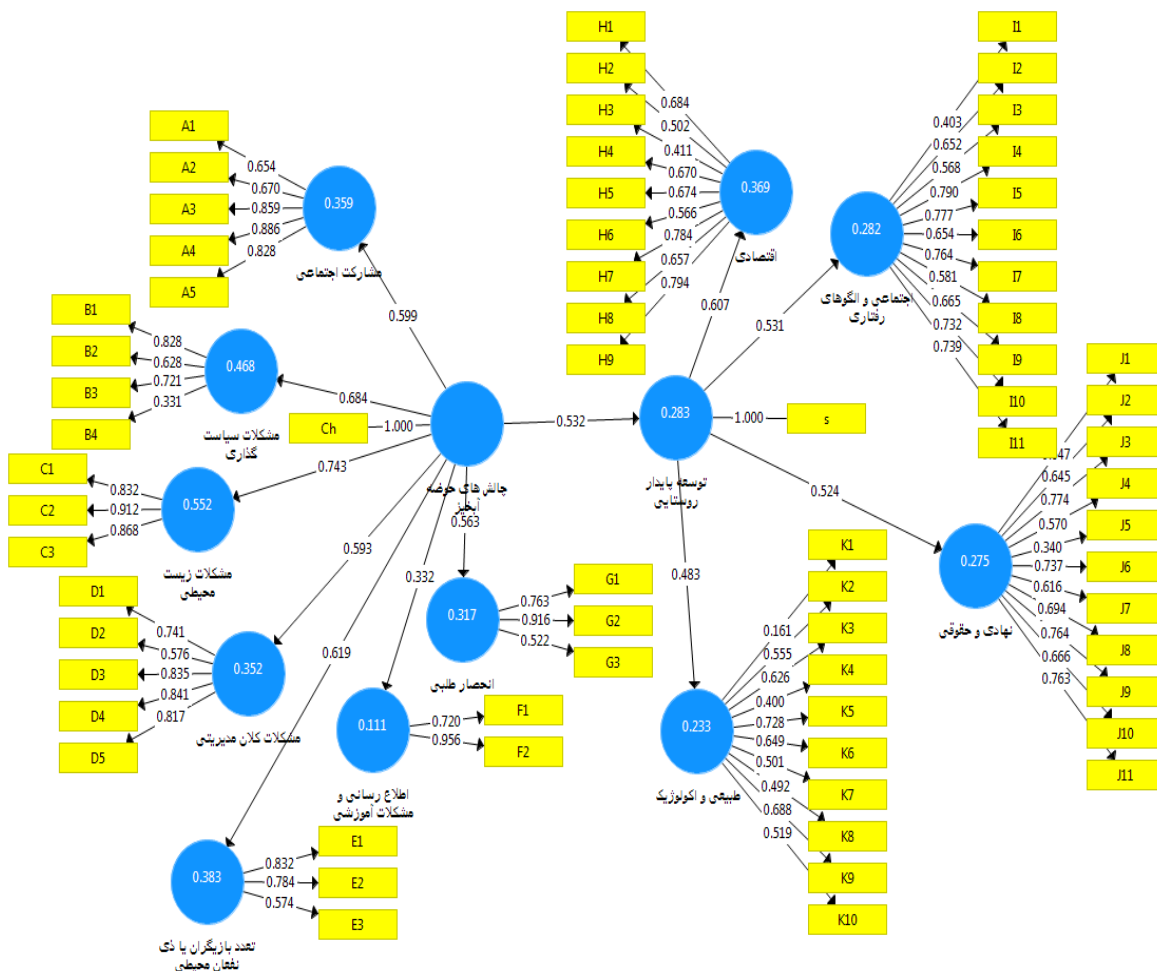 H1
H2
H3
H4
H5
H6
H7
H8
H9
0.684
0.502
0.411
0.670
0.674
0.566
0.784
0.657
0.794
0.369
اقتصادی
I1
I2
I3
I4
I5
I6
I7
I8
I9
I10
I11
0.403
0.652
0.568
0.790
0.777
0.654
0.764
0.581
0.665
0.732
0.739
0.282
اجتماعی و الگوهای
رفتاری
A1
A2
A3
A4
A5
0.654
0.670
0.859
0.886
0.828
0.359
مشارکت اجتماعی
0.599
0.607
0.531
B1
B2
B3
B4
0.828
0.628
0.721
0.331
0.468
مشکلات سیاست
گذاری
0.684
Ch
1.000
چالش های حوضه
آبخیز
0.532
0.283
توسعه پایدار
روستایی
1.000
s
C1
C2
C3
0.832
0.912
0.868
0.552
مشکلات زیست
محیطی
0.743
0.593
0.619
0.332
0.563
0.483
0.524
J1
J2
J3
J4
J5
J6
J7
J8
J9
J10
J11
0.645
0.774
0.570
0.340
0.737
0.616
0.694
0.764
0.666
0.763
0.275
نهادی و حقوقی
D1
D2
D3
D4
D5
0.741
0.576
0.835
0.841
0.817
0.352
مشکلات کلان مدیریتی
G1
G2
G3
0.763
0.916
0.522
0.317
انحصار طلبی
F1
F2
0.720
0.956
0.111
اطلاع رسانی و
مشکلات آموزشی
K1
K2
K3
K4
K5
K6
K7
K8
K9
K10
0.161
0.555
0.626
0.400
0.728
0.649
0.501
0.492
0.688
0.519
0.233
طبیعی و اکولوژیک
E1
E2
E3
0.832
0.784
0.574
0.383
تعدد بازیگران یا ذی
نفعان محیطی